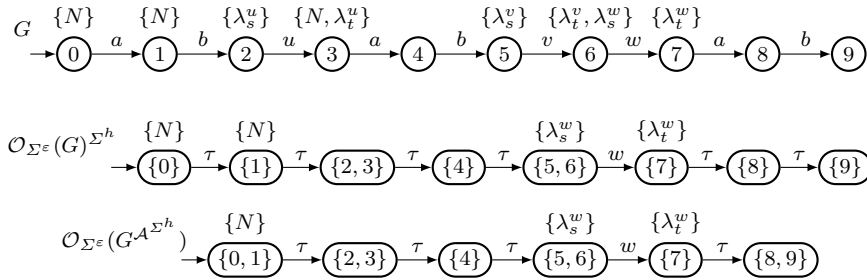 {N} {N} {λ_s^u} {N, λ_t^u} {λ_s^v} {λ_t^v, λ_s^w} {λ_t^w}
G 0 a 1 b 2 u 3 a 4 b 5 v 6 w 7 a 8 b 9
{N} {N} {λ_s^w} {λ_t^w}
𝒪_{Σ^ε}(G)^{Σ^h} {0} τ {1} τ {2, 3} τ {4} τ {5, 6} w {7} τ {8} τ {9}
{N} {λ_s^w} {λ_t^w}
𝒪_{Σ^ε}(G^{𝒜^{Σ^h}}) {0, 1} τ {2, 3} τ {4} τ {5, 6} w {7} τ {8, 9}